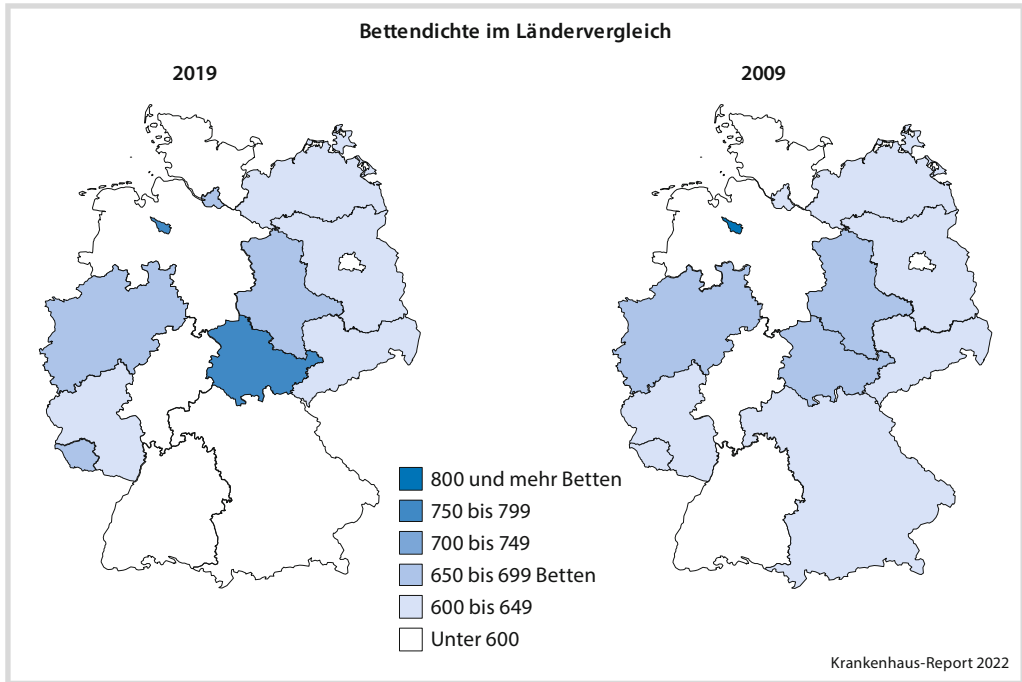 Bettendichte im Ländervergleich
2019
2009
800 und mehr Betten
750 bis 799
700 bis 749
650 bis 699 Betten
600 bis 649
Unter 600
Krankenhaus-Report 2022